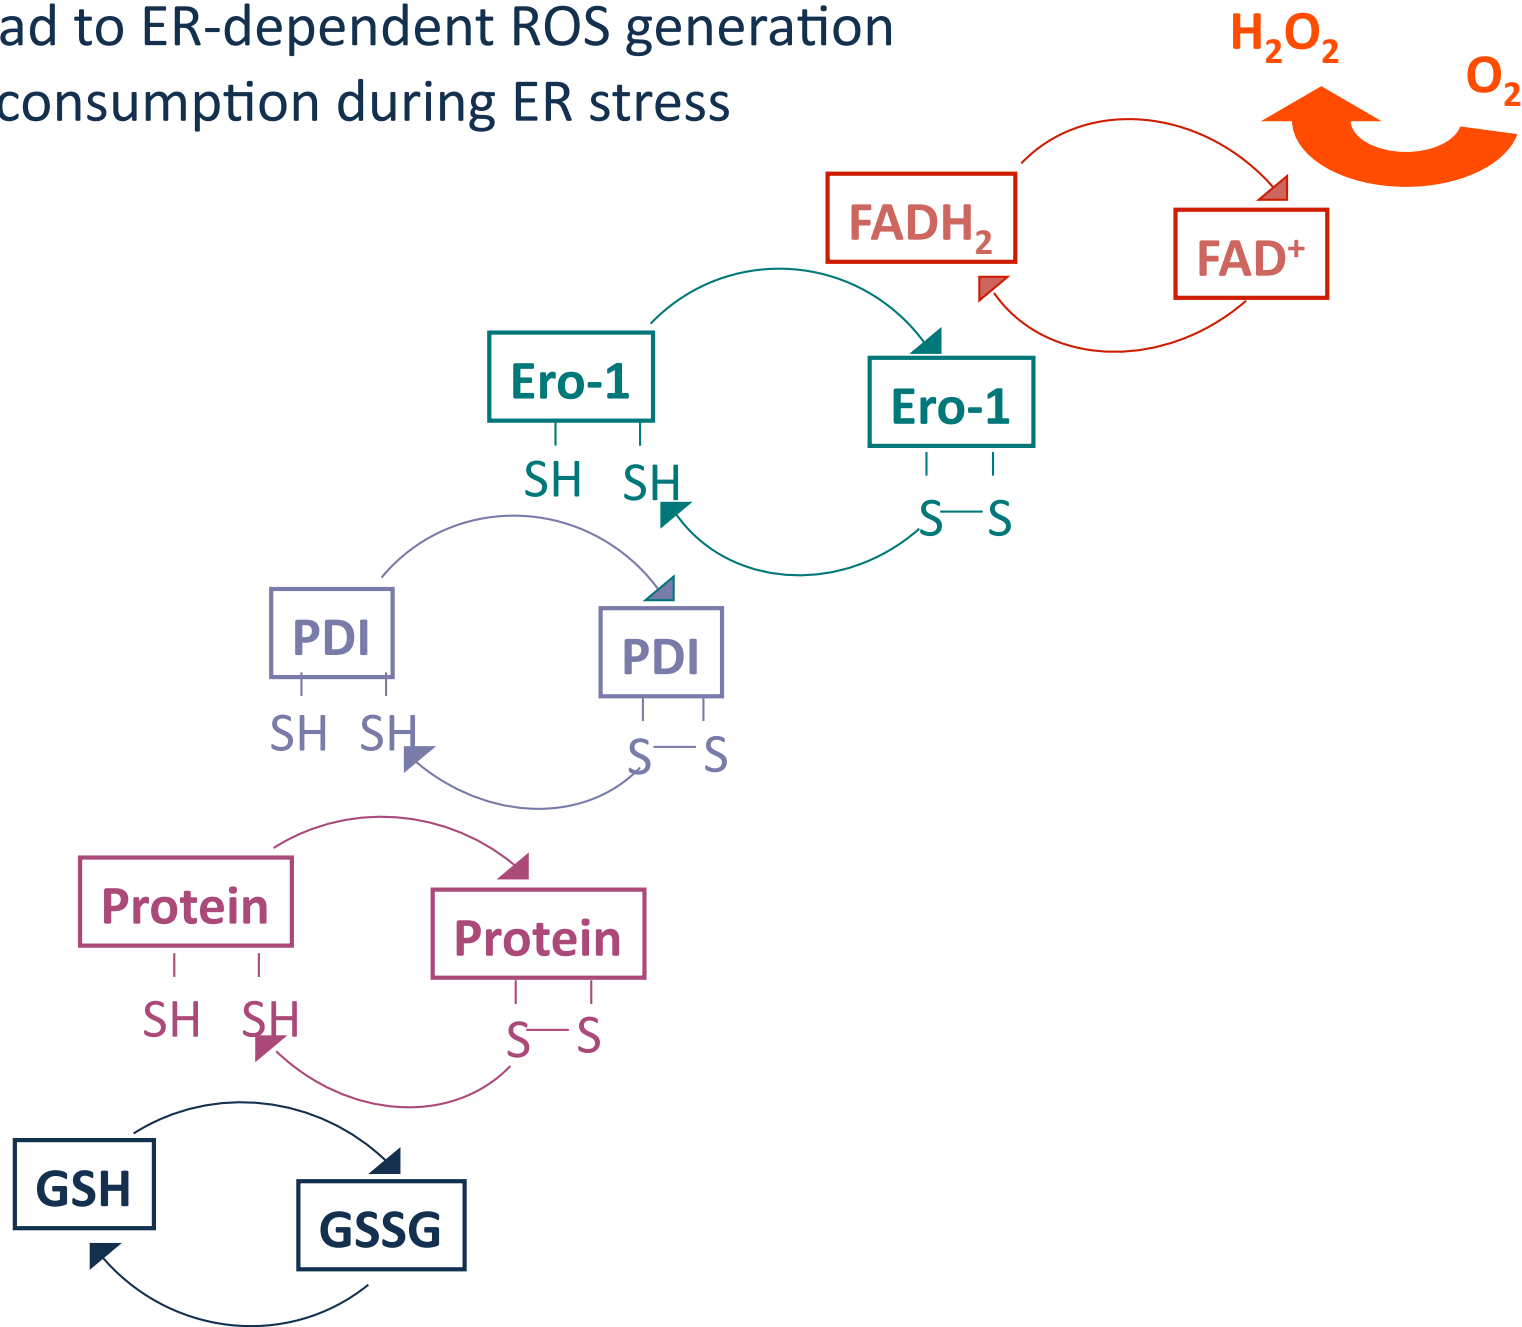 ad to ER-dependent ROS generation
consumption during ER stress
H₂O₂
O₂
FADH₂
FAD⁺
Ero-1
Ero-1
SH SH
S S
PDI
PDI
SH SH
S S
Protein
Protein
SH SH
S S
GSH
GSSG